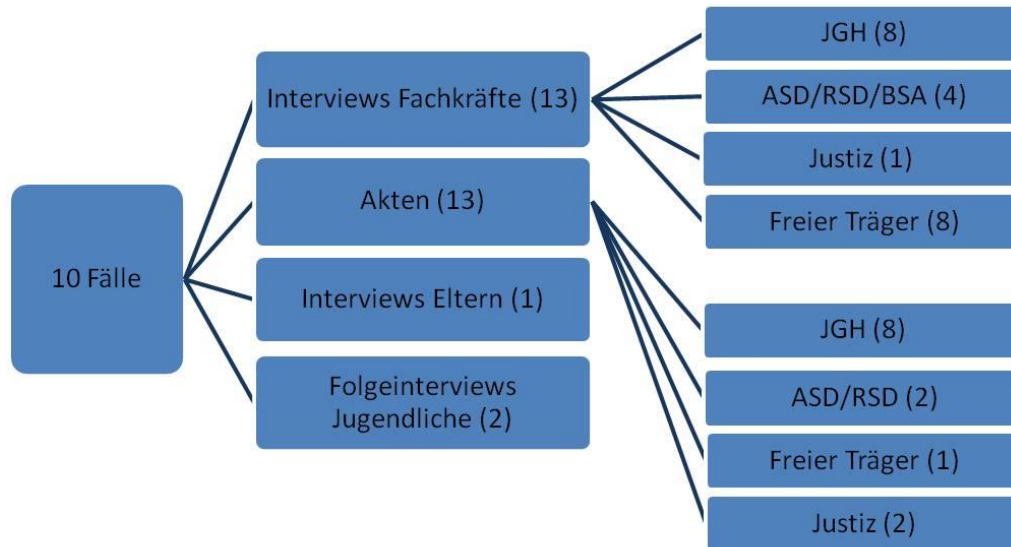 10 Fälle
Interviews Fachkräfte (13)
Akten (13)
Interviews Eltern (1)
Folgeinterviews
Jugendliche (2)
JGH (8)
ASD/RSD/BSA (4)
Justiz (1)
Freier Träger (8)
JGH (8)
ASD/RSD (2)
Freier Träger (1)
Justiz (2)